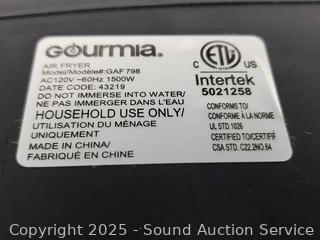 Gourmia.
AIR FRYER
Model/Modèle#: GAF798
AC120V ~60Hz 1500W
DATE CODE: 43219
DO NOT IMMERSE INTO WATER/
NE PAS IMMERGER DANS L'EAU
HOUSEHOLD USE ONLY/
UTILISATION DU MÉNAGE
UNIQUEMENT
MADE IN CHINA/
FABRIQUÉ EN CHINE
C ETL US
Intertek
5021258
CONFORMS TO/
CONFORME À LA NORME
UL STD.1026
CERTIFIED TO/CERTIFIÉ
CSA STD. C22.2NO.64
Copyright 2025 - Sound Auction Service